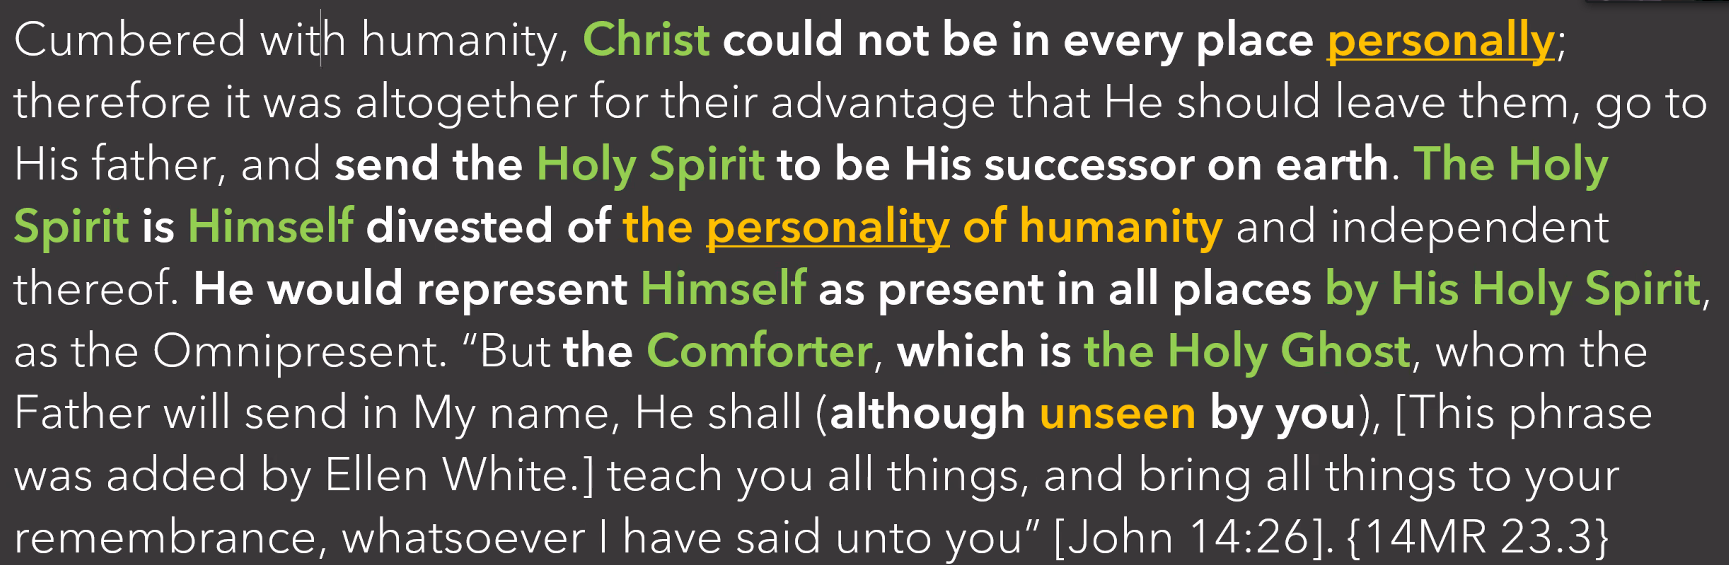 Cumbered with humanity, Christ could not be in every place personally;
therefore it was altogether for their advantage that He should leave them, go to
His father, and send the Holy Spirit to be His successor on earth. The Holy
Spirit is Himself divested of the personality of humanity and independent
thereof. He would represent Himself as present in all places by His Holy Spirit,
as the Omnipresent. “But the Comforter, which is the Holy Ghost, whom the
Father will send in My name, He shall (although unseen by you), [This phrase
was added by Ellen White.] teach you all things, and bring all things to your
remembrance, whatsoever I have said unto you” [John 14:26]. {14MR 23.3}